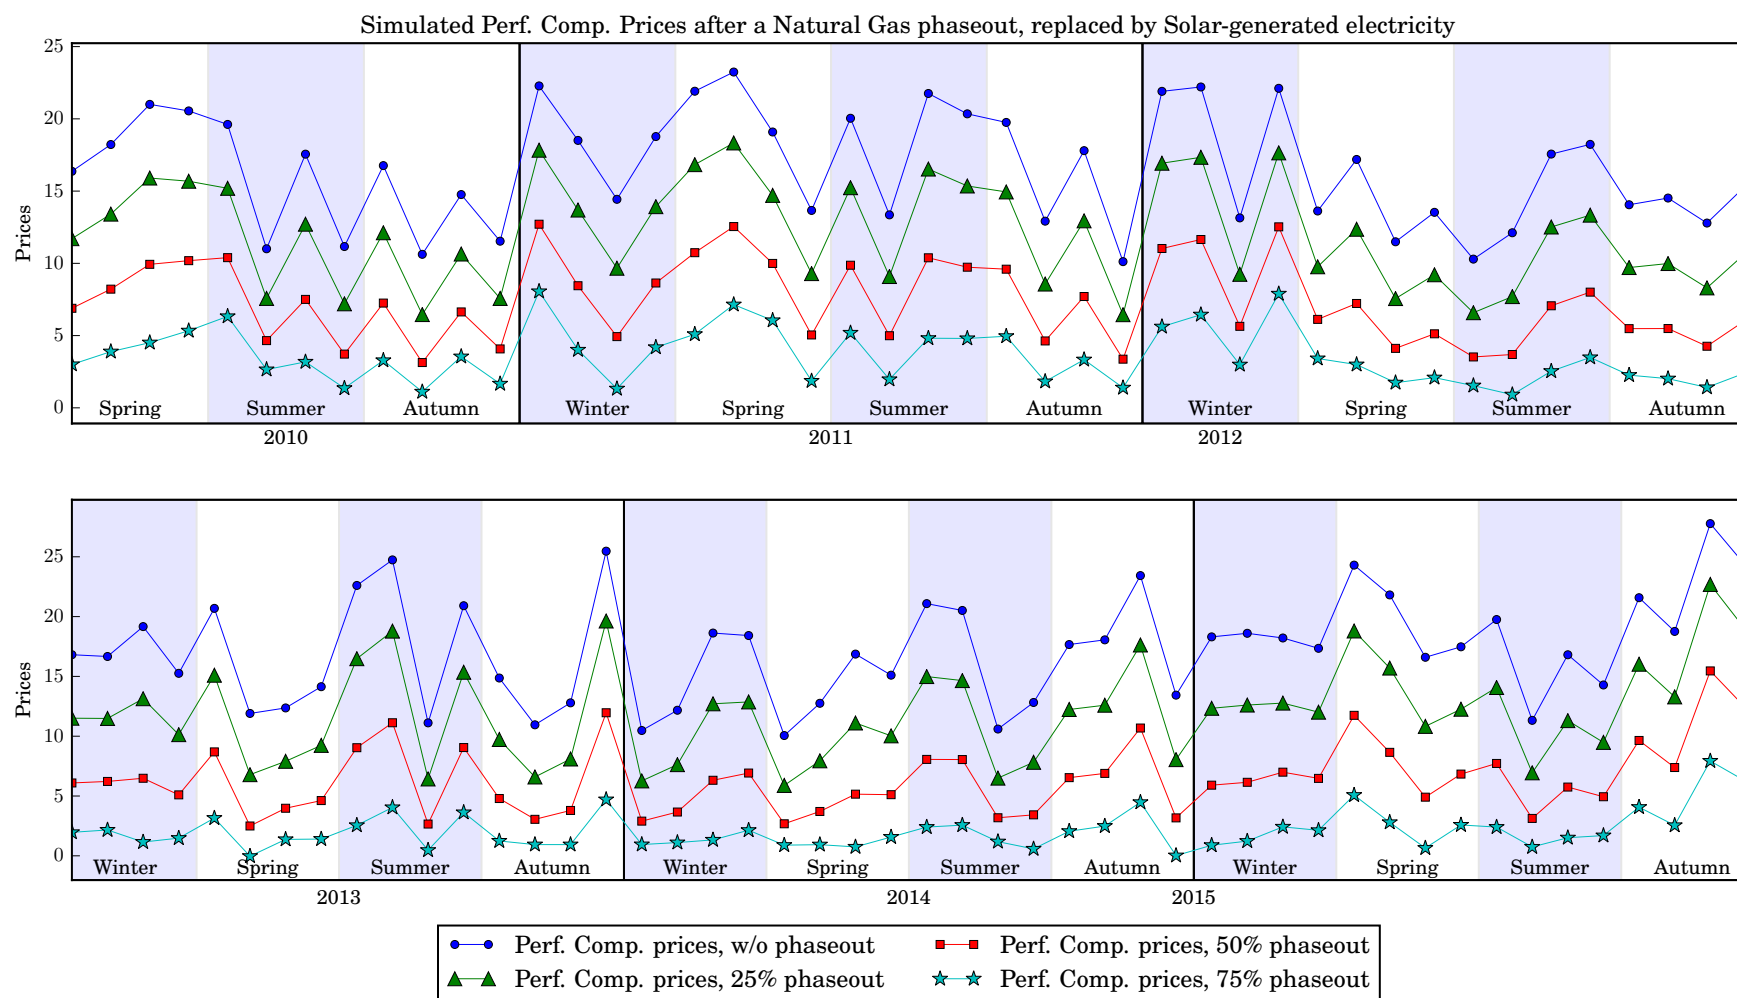 Simulated Perf. Comp. Prices after a Natural Gas phaseout, replaced by Solar-generated electricity
25
20
15
10
5
0
Prices
Spring Summer Autumn Winter Spring Summer Autumn Winter Spring Summer Autumn
2010 2011 2012
25
20
15
10
5
0
Prices
Winter Spring Summer Autumn Winter Spring Summer Autumn Winter Spring Summer Autumn
2013 2014 2015
Perf. Comp. prices, w/o phaseout Perf. Comp. prices, 50% phaseout
Perf. Comp. prices, 25% phaseout Perf. Comp. prices, 75% phaseout